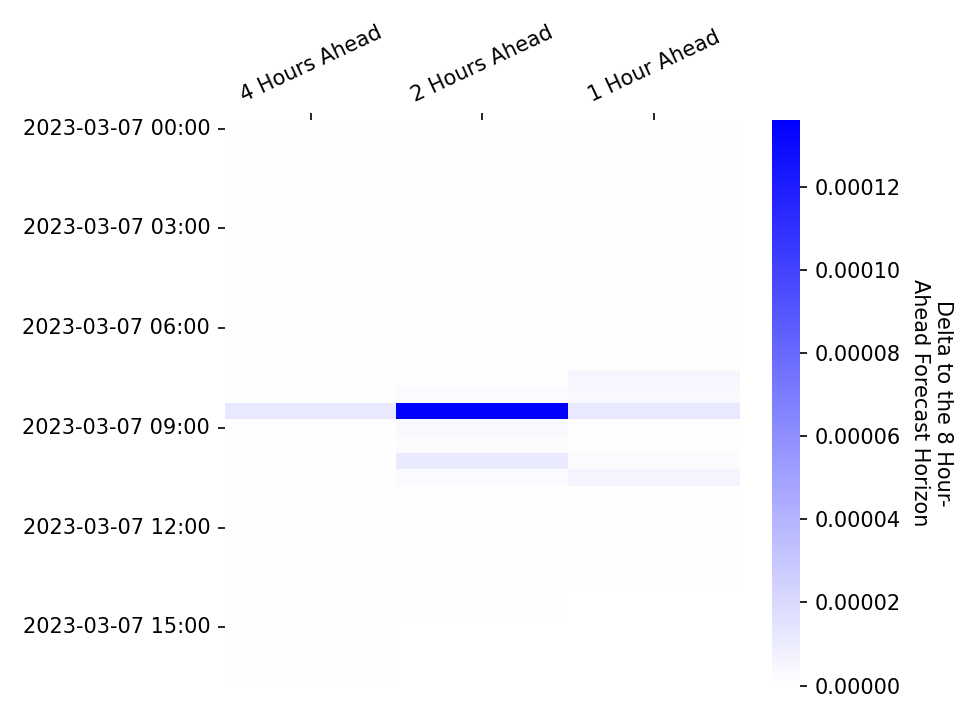 4 Hours Ahead
2 Hours Ahead
1 Hour Ahead
2023-03-07 00:00
2023-03-07 03:00
2023-03-07 06:00
2023-03-07 09:00
2023-03-07 12:00
2023-03-07 15:00
0.00012
0.00010
0.00008
0.00006
0.00004
0.00002
0.00000
Delta to the 8 Hour-
Ahead Forecast Horizon